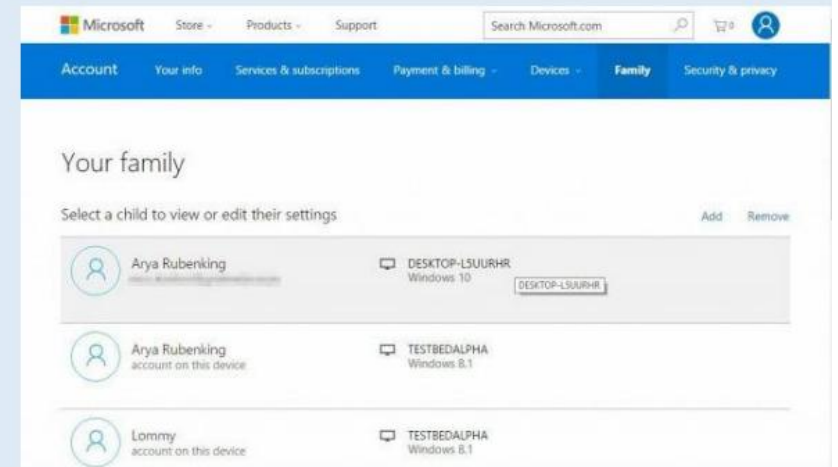 Microsoft Store Products Support Search Microsoft.com 0
Account Your info Services & subscriptions Payment & billing Devices Family Security & privacy
Your family
Select a child to view or edit their settings Add Remove
Arya Rubenking DESKTOP-L5UURHR
Windows 10
DESKTOP-L5UURHR
Arya Rubenking TESTBEDALPHA
account on this device Windows 8.1
Lommy TESTBEDALPHA
account on this device Windows 8.1